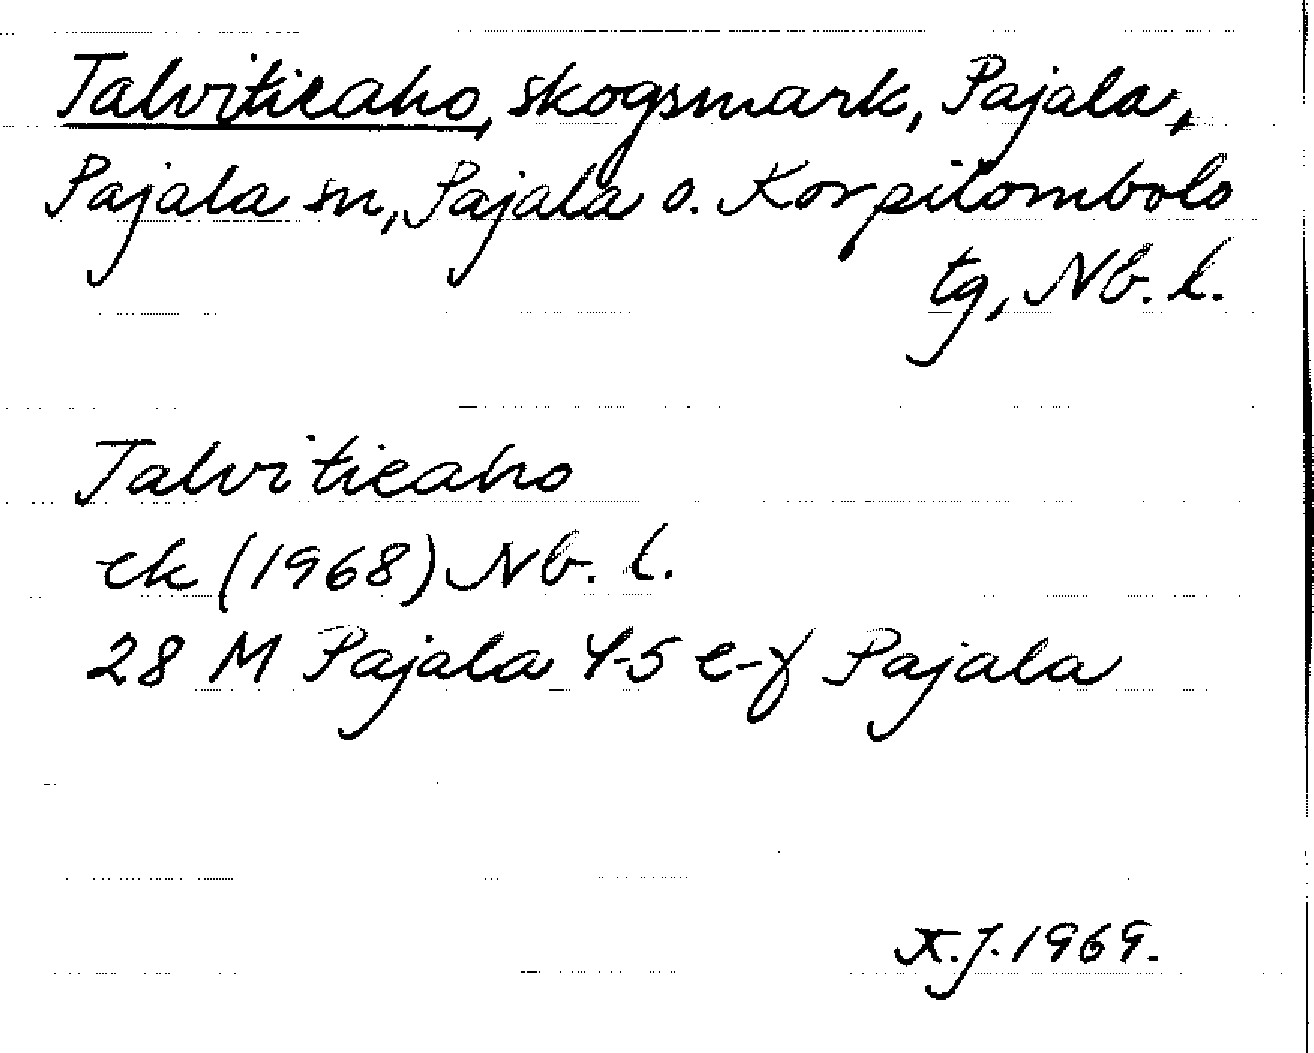 Talvitieaho, skogsmark, Pajala,
Pajala sn, Pajala o. Korpilombolo
tg, Nb. l.
Talvitieaho
ek (1968) Nb. l.
28 M Pajala 4-5 e-f Pajala
K.J. 1969.